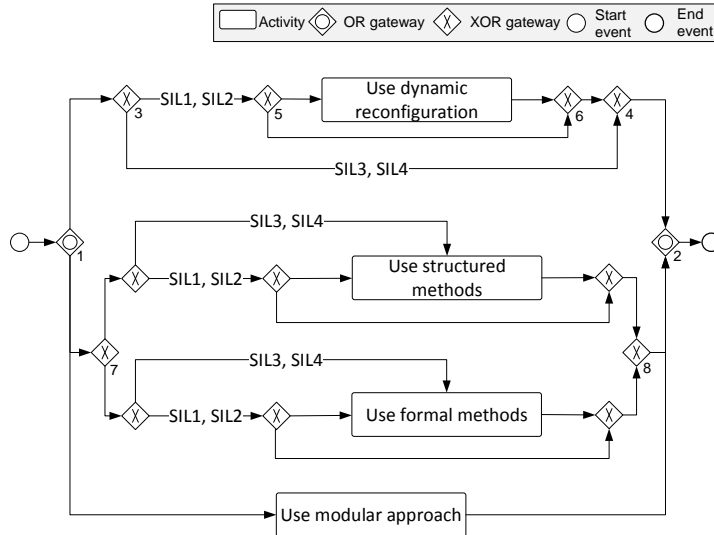 Activity
OR gateway
XOR gateway
Start
event
End
event
X
X
X
X
X
X
X
X
X
X
X
X
3
SIL1, SIL2
5
Use dynamic
reconfiguration
6
4
SIL3, SIL4
1
SIL3, SIL4
SIL1, SIL2
Use structured
methods
2
7
8
SIL3, SIL4
SIL1, SIL2
Use formal methods
Use modular approach